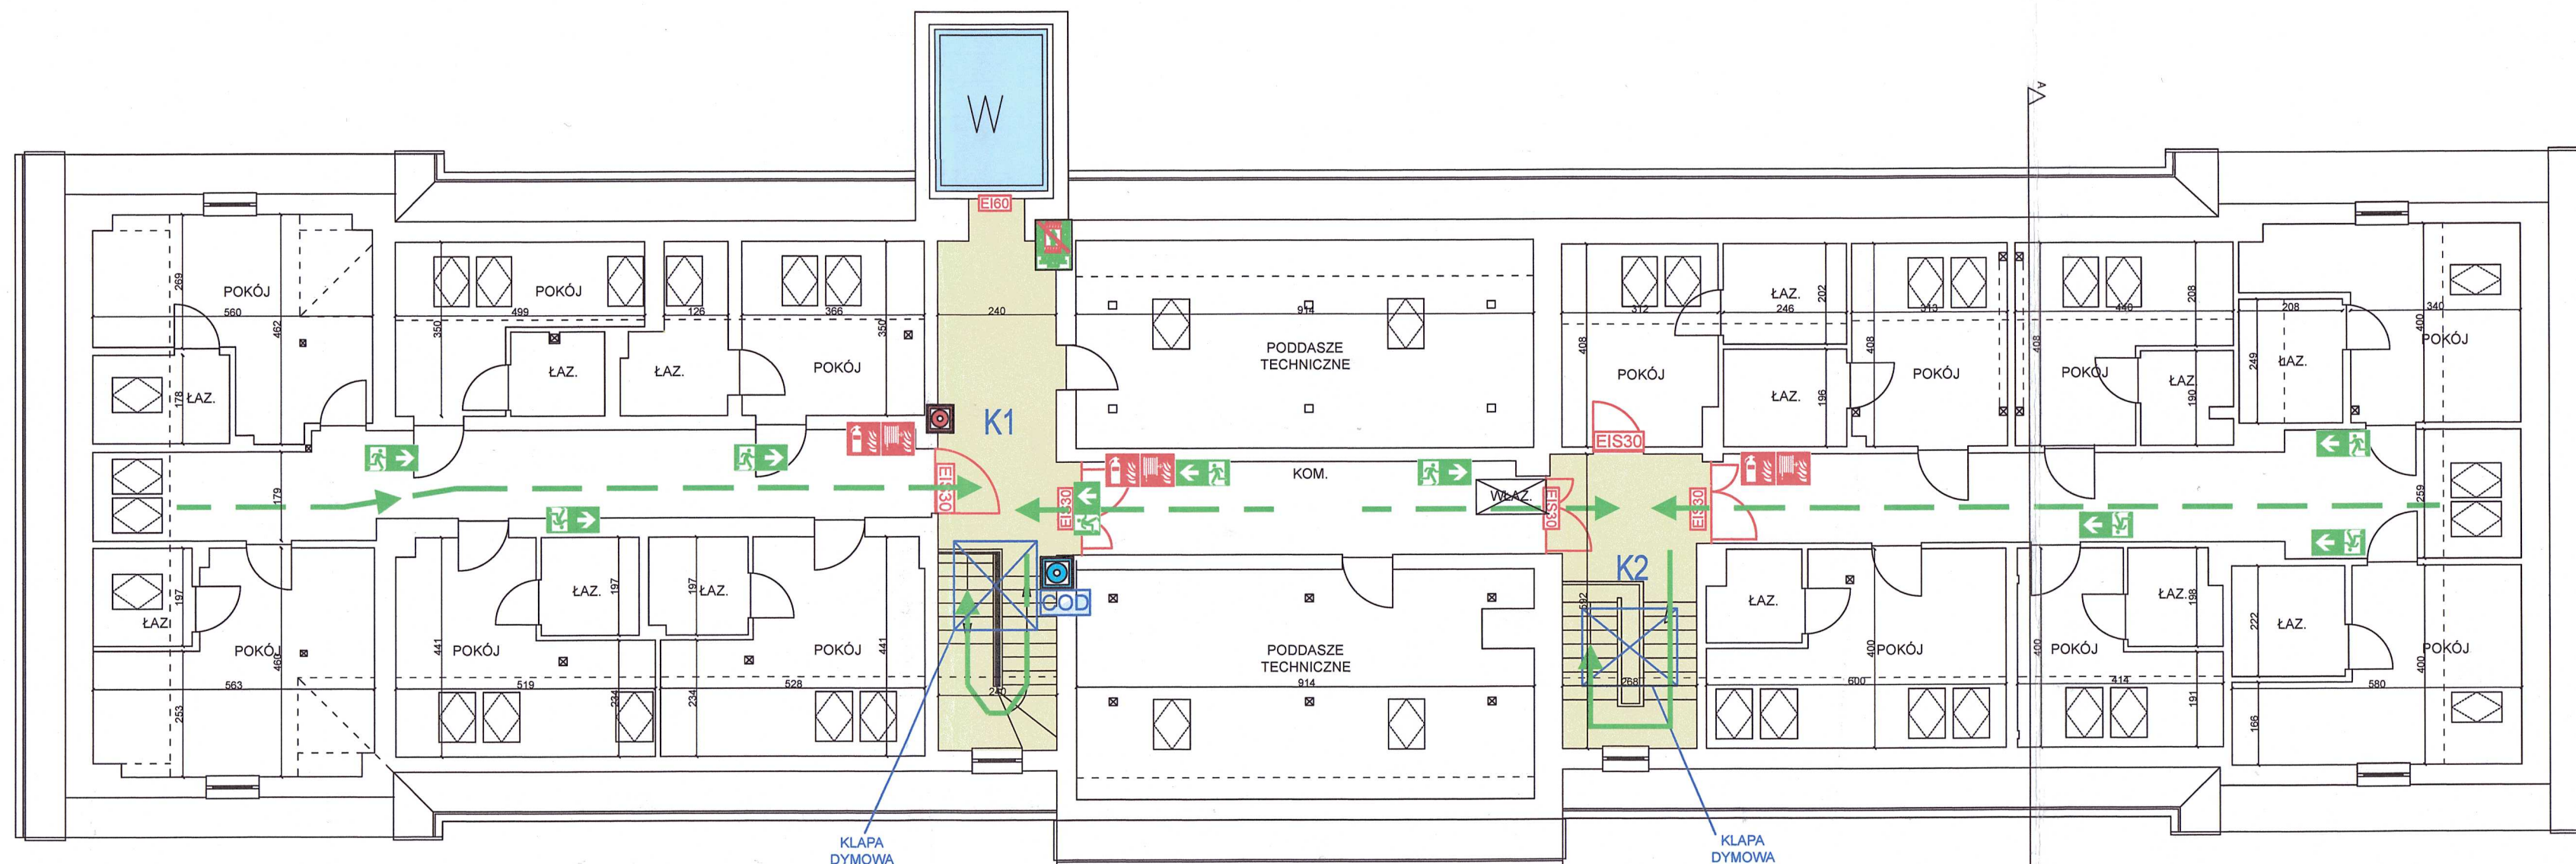 W
A
EI60
POKÓJ
269
560
462
178
ŁAZ.
POKÓJ
499
350
ŁAZ.
126
ŁAZ.
366
350
POKÓJ
240
K1
914
PODDASZE
TECHNICZNE
312
408
POKÓJ
ŁAZ.
202
246
ŁAZ.
196
313
408
POKÓJ
440
208
408
POKÓJ
ŁAZ.
190
208
249
ŁAZ.
340
400
POKÓJ
179
EIS30
EIS30
KOM.
WŁAZ.
EIS30
EIS30
EIS30
259
K2
197
ŁAZ
POKÓJ
460
563
253
441
POKÓJ
ŁAZ.
197
519
234
197
ŁAZ.
POKÓJ
441
528
234
COD
240
PODDASZE
TECHNICZNE
914
592
268
ŁAZ.
400
POKÓJ
600
400
POKÓJ
ŁAZ.
198
414
191
222
ŁAZ.
POKÓJ
400
580
166
KLAPA
DYMOWA
KLAPA
DYMOWA